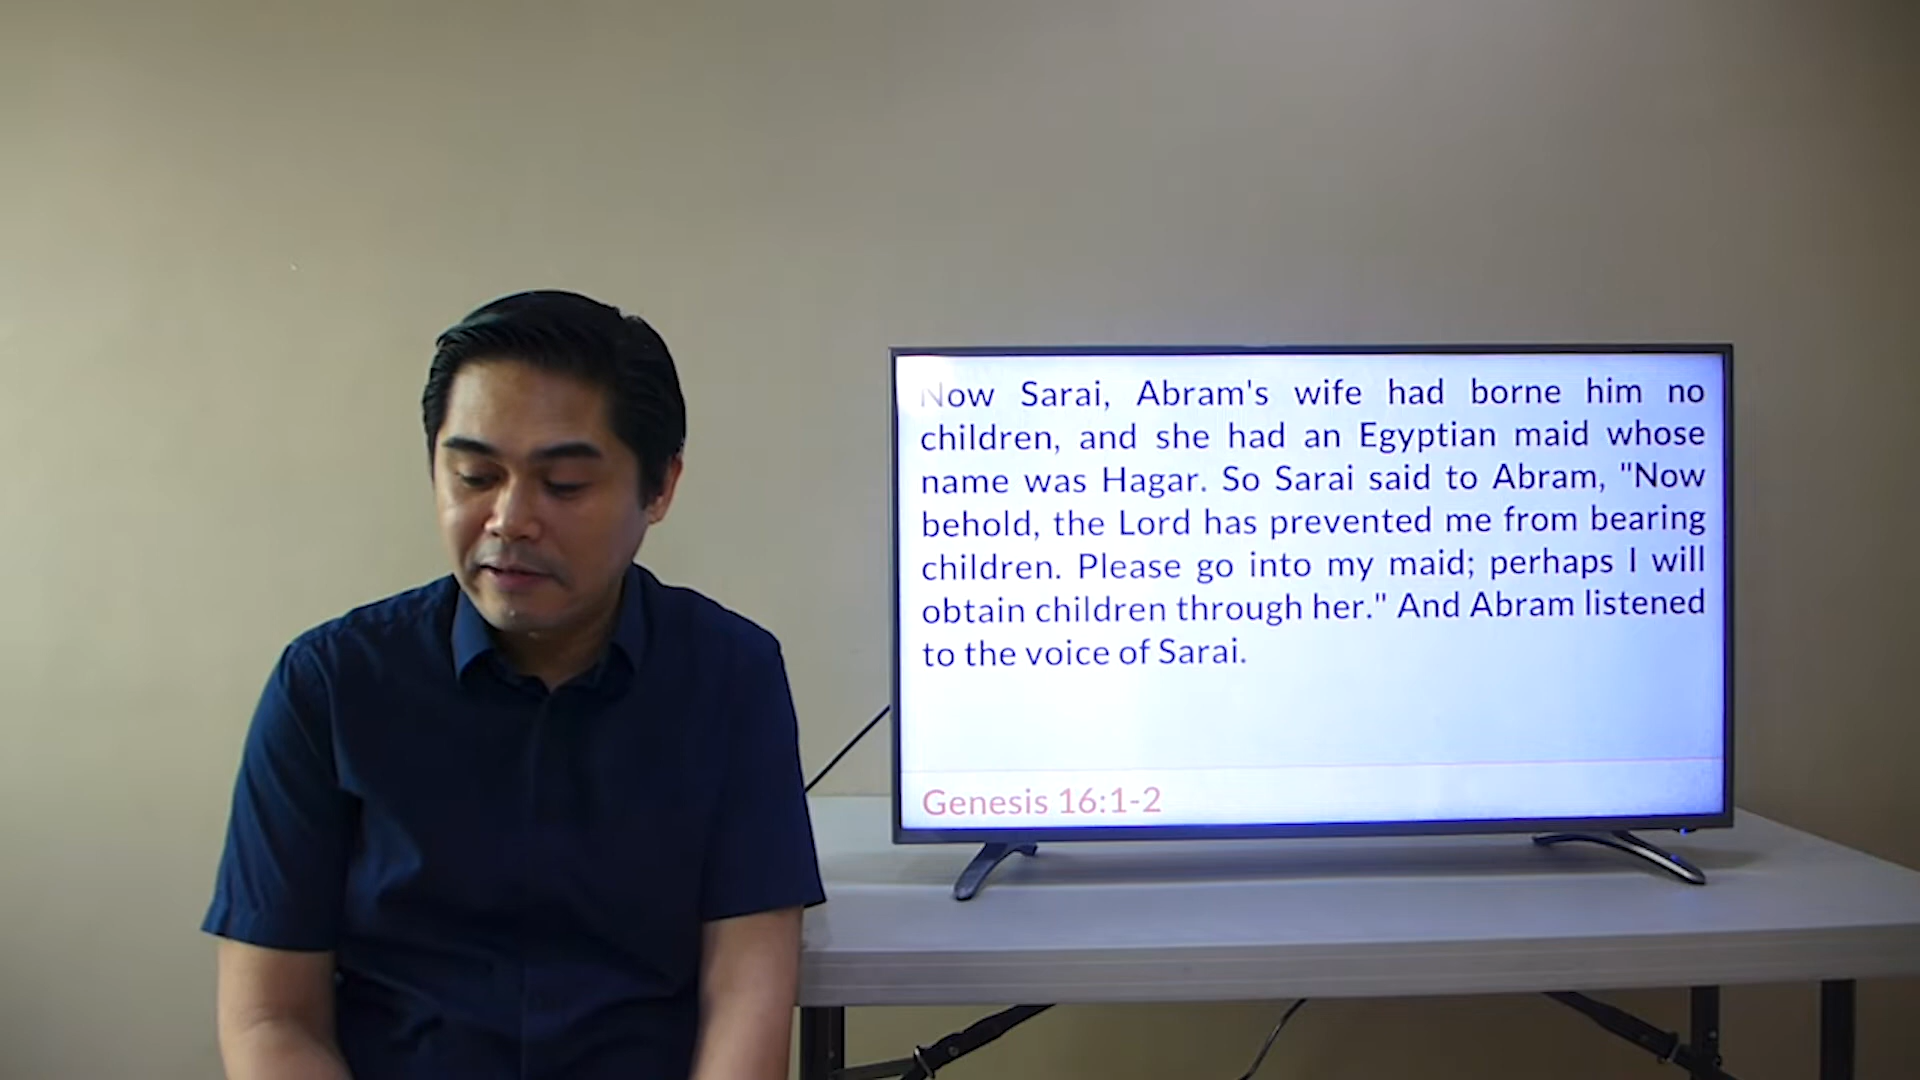 Now Sarai, Abram's wife had borne him no
children, and she had an Egyptian maid whose
name was Hagar. So Sarai said to Abram, "Now
behold, the Lord has prevented me from bearing
children. Please go into my maid; perhaps I will
obtain children through her." And Abram listened
to the voice of Sarai.
Genesis 16:1-2